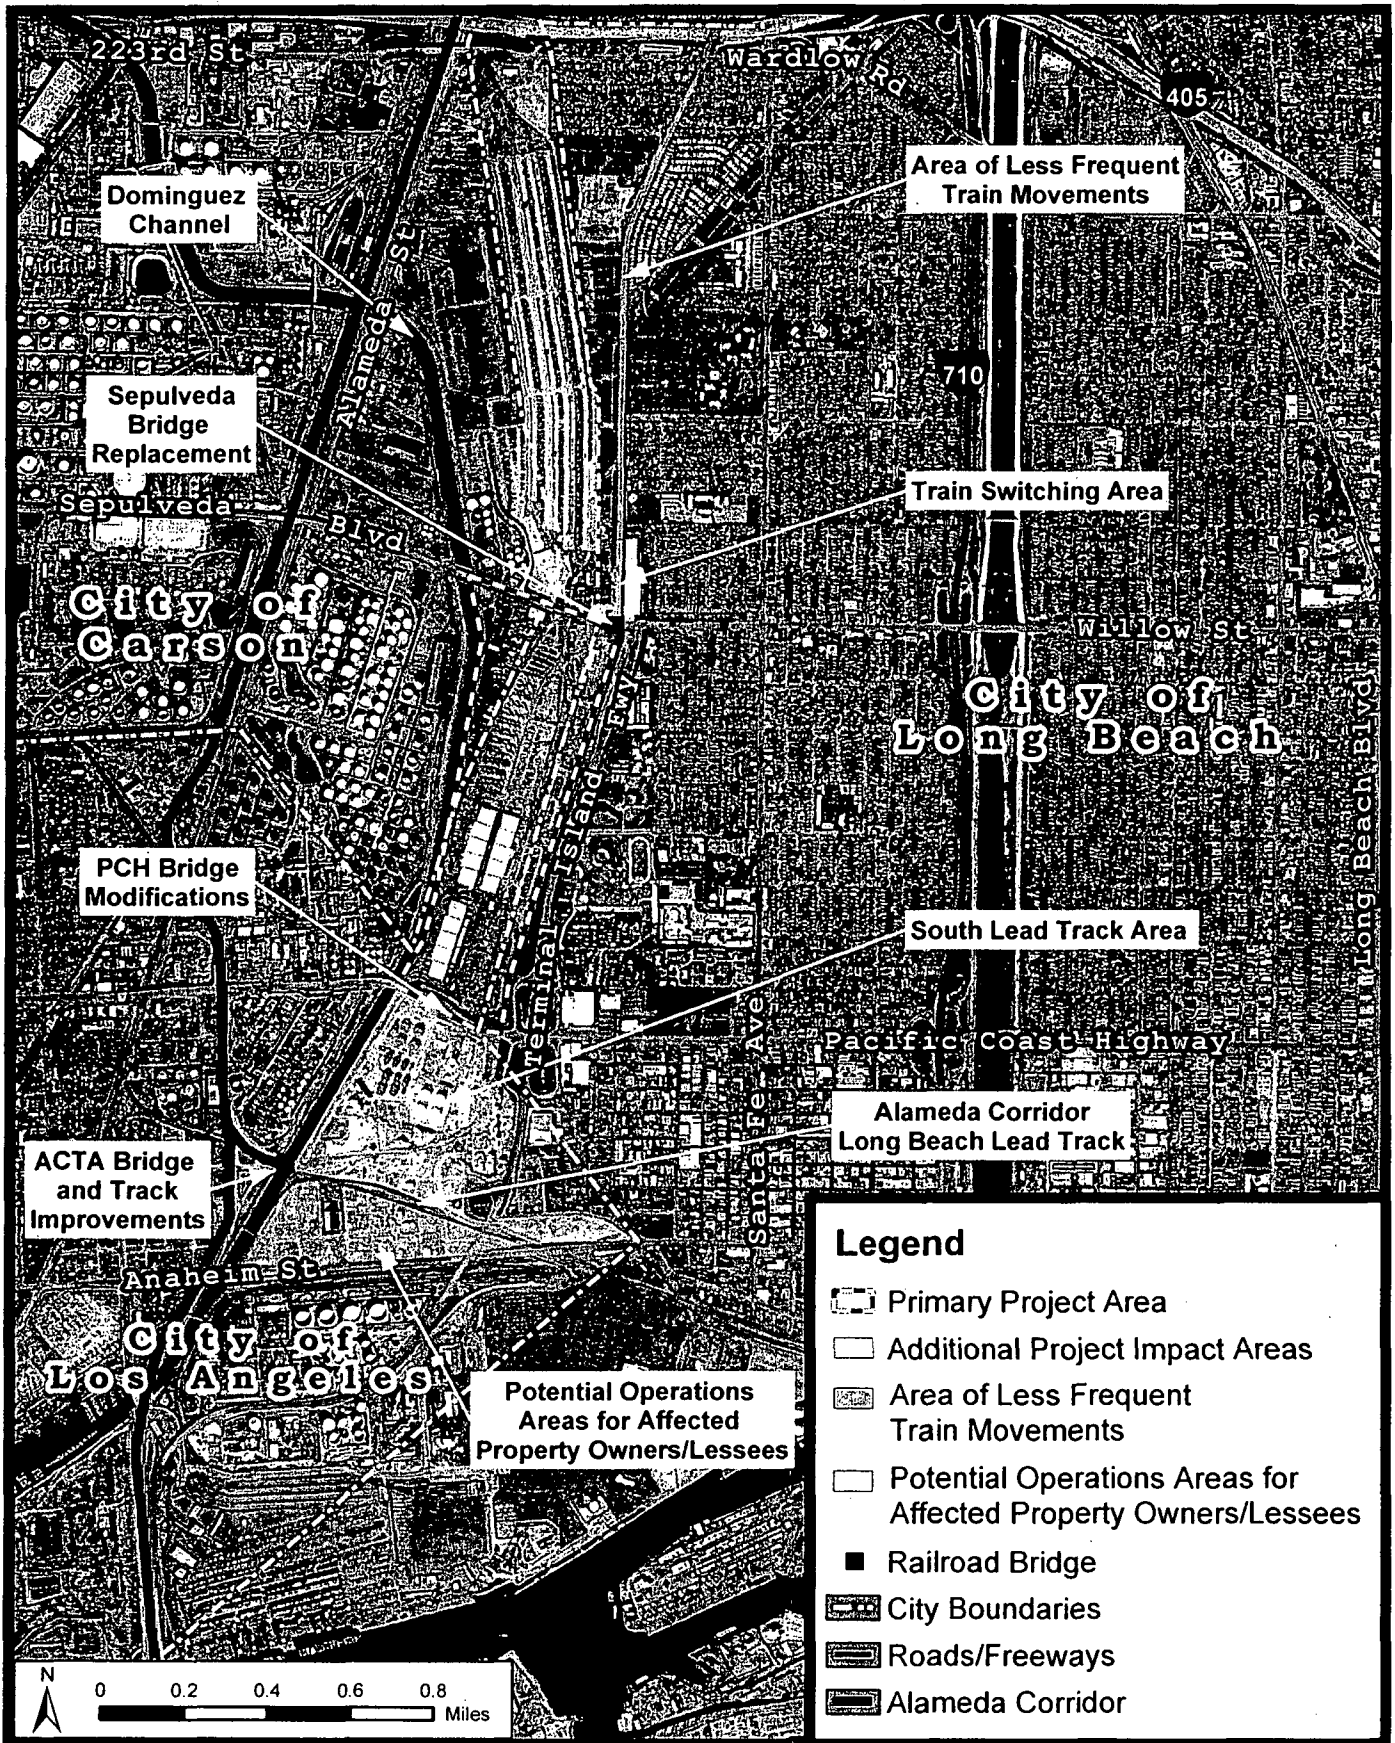 223rd St
Wardlow Rd
405
Area of Less Frequent
Train Movements
Dominguez
Channel
Alameda St
710
Sepulveda
Bridge
Replacement
Train Switching Area
Sepulveda Blvd
City of
Carson
Willow St
City of
Long Beach
Long Beach Blvd
Terminal Island Fwy
PCH Bridge
Modifications
South Lead Track Area
Santa Fe Ave
Pacific Coast Highway
Alameda Corridor
Long Beach Lead Track
ACTA Bridge
and Track
Improvements
Anaheim St
City of
Los Angeles
Potential Operations
Areas for Affected
Property Owners/Lessees
Legend
Primary Project Area
Additional Project Impact Areas
Area of Less Frequent
Train Movements
Potential Operations Areas for
Affected Property Owners/Lessees
Railroad Bridge
City Boundaries
Roads/Freeways
Alameda Corridor
N
0 0.2 0.4 0.6 0.8
Miles